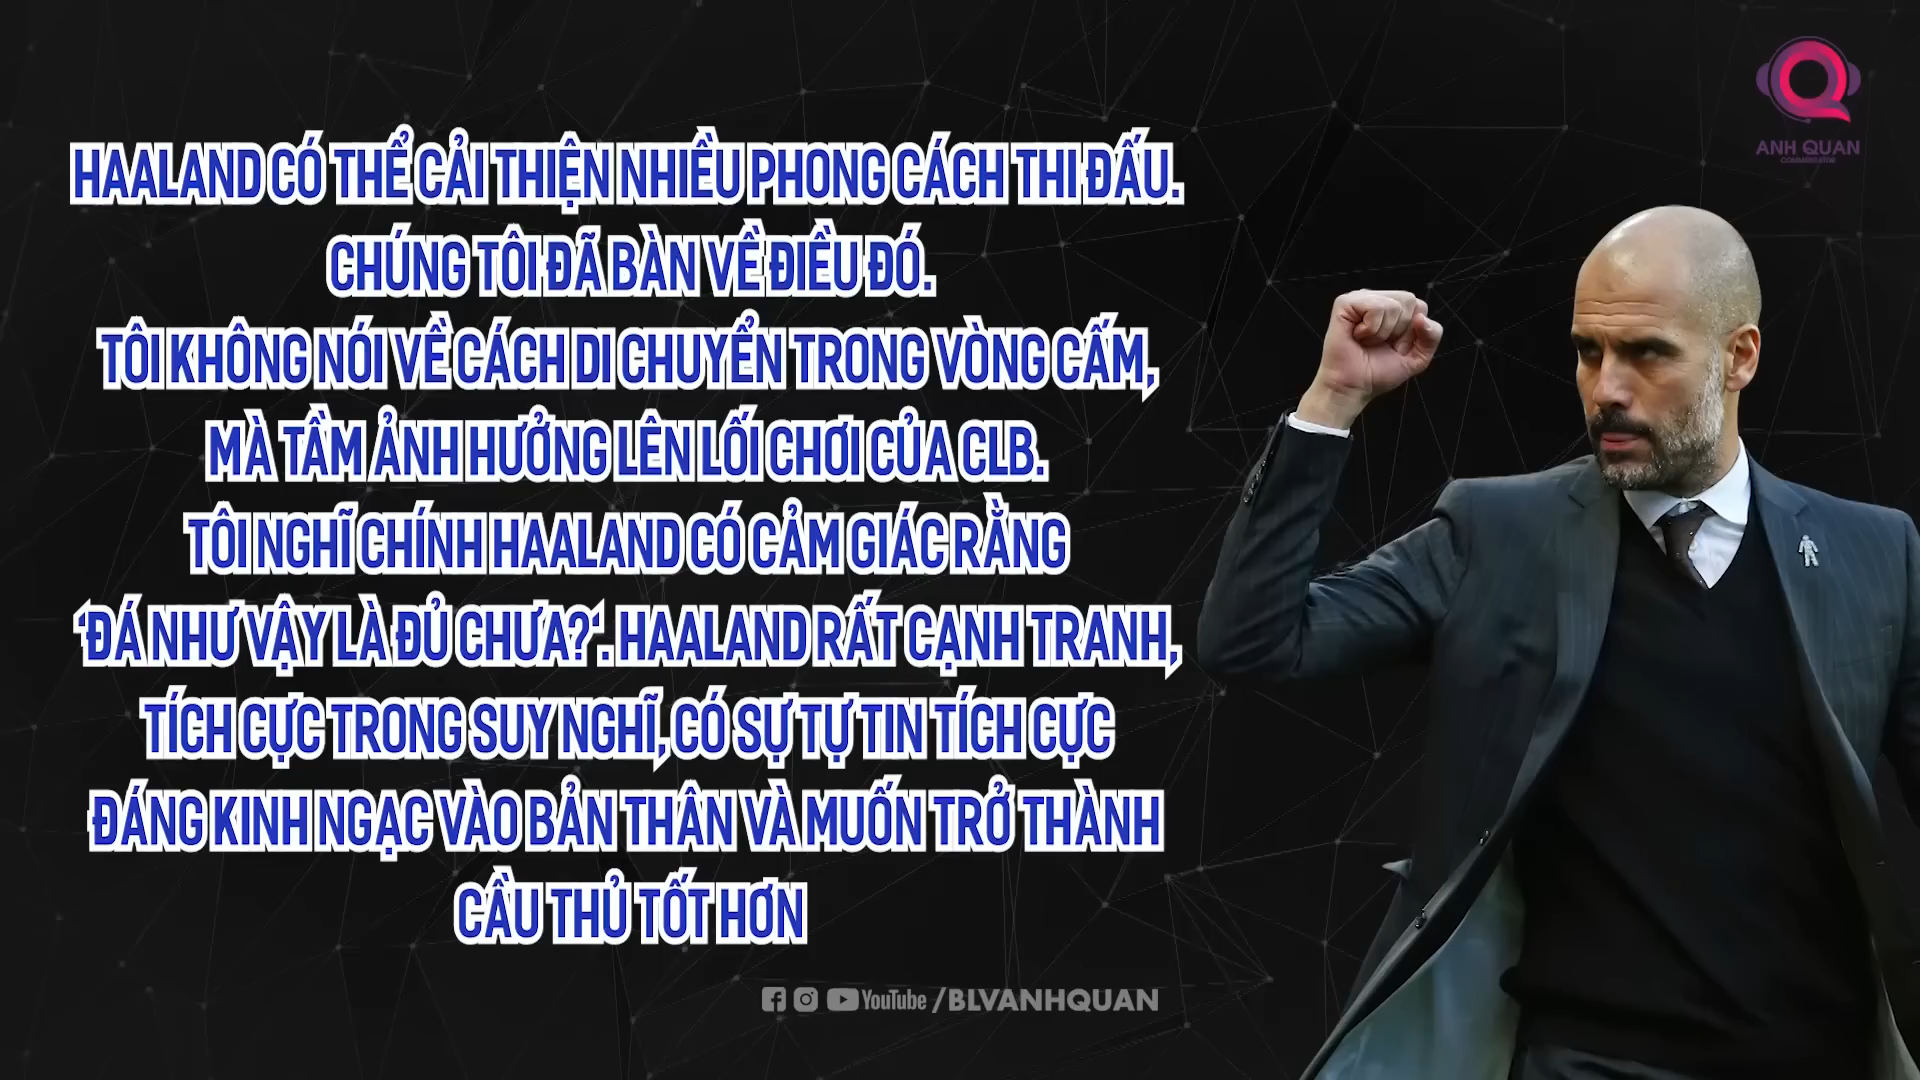 ANH QUAN
COMMENTATOR
HAALAND CÓ THỂ CẢI THIỆN NHIỀU PHONG CÁCH THI ĐẤU.
CHÚNG TÔI ĐÃ BÀN VỀ ĐIỀU ĐÓ.
TÔI KHÔNG NÓI VỀ CÁCH DI CHUYỂN TRONG VÒNG CẤM,
MÀ TẦM ẢNH HƯỞNG LÊN LỐI CHƠI CỦA CLB.
TÔI NGHĨ CHÍNH HAALAND CÓ CẢM GIÁC RẰNG
‘ĐÁ NHƯ VẬY LÀ ĐỦ CHƯA?‘. HAALAND RẤT CẠNH TRANH,
TÍCH CỰC TRONG SUY NGHĨ, CÓ SỰ TỰ TIN TÍCH CỰC
ĐÁNG KINH NGẠC VÀO BẢN THÂN VÀ MUỐN TRỞ THÀNH
CẦU THỦ TỐT HƠN
YouTube /BLVANHQUAN